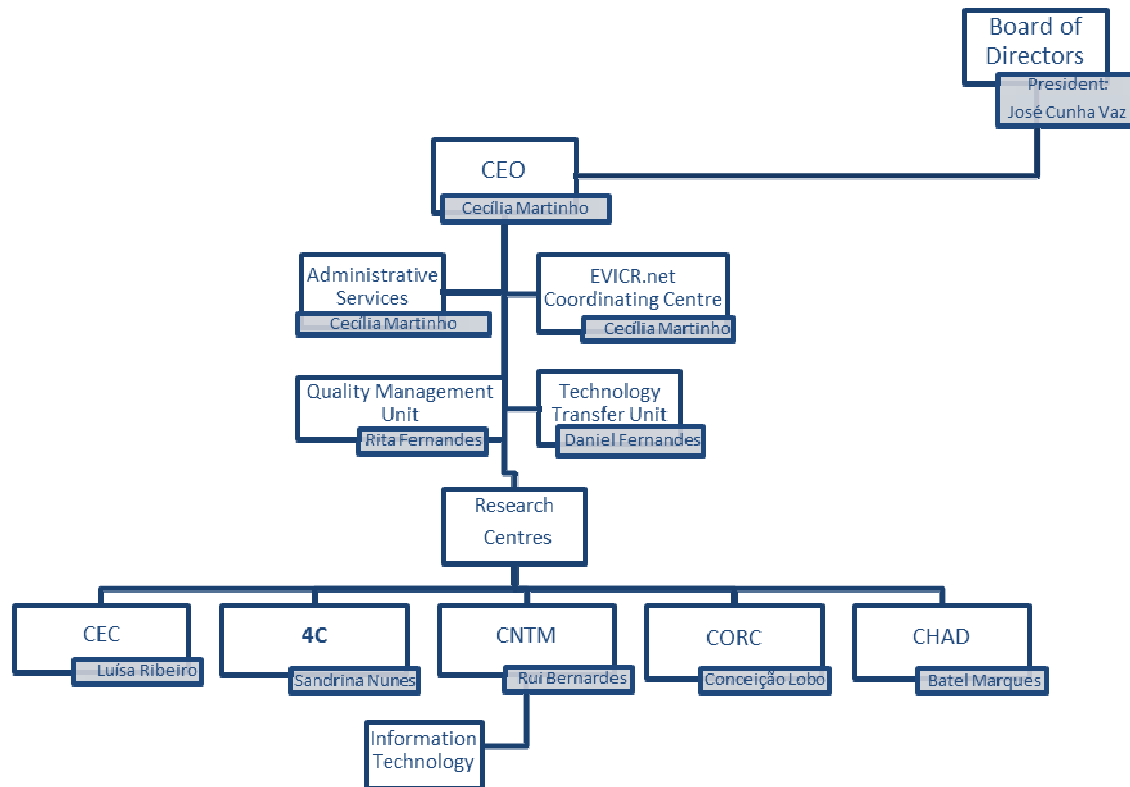 Board of
Directors
President:
José Cunha Vaz
CEO
Cecília Martinho
Administrative
Services
Cecília Martinho
EVICR.net
Coordinating Centre
Cecília Martinho
Quality Management
Unit
Rita Fernandes
Technology
Transfer Unit
Daniel Fernandes
Research
Centres
CEC
Luísa Ribeiro
4C
Sandrina Nunes
CNTM
Rui Bernardes
CORC
Conceição Lobo
CHAD
Batel Marques
Information
Technology